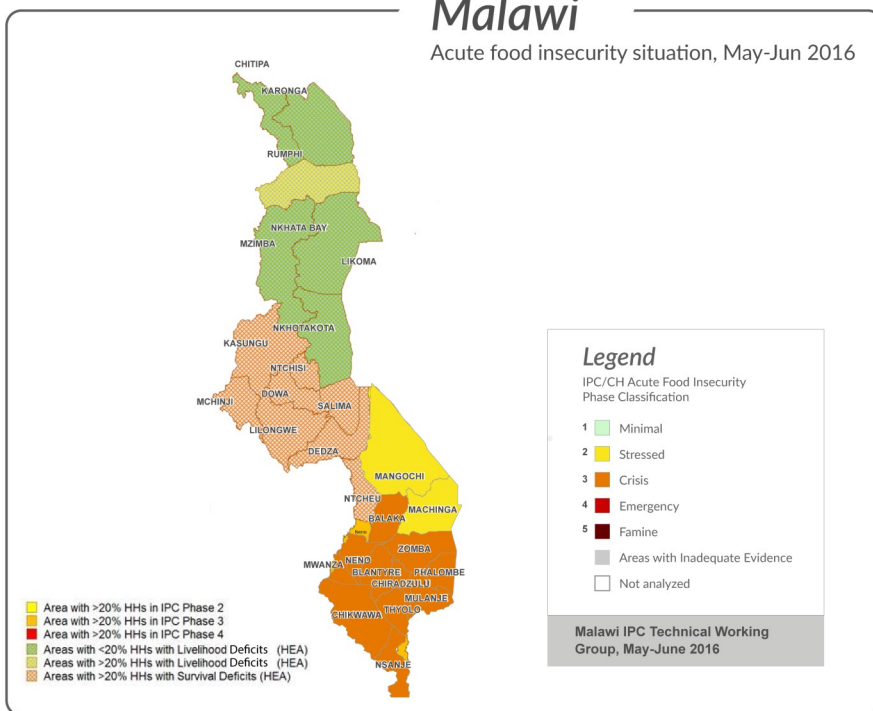 Malawi
Acute food insecurity situation, May-Jun 2016
CHITIPA
KARONGA
RUMPHI
NKHATA BAY
MZIMBA
LIKOMA
NKHOTAKOTA
KASUNGU
NTCHISI
DOWA
MCHINJI
SALIMA
LILONGWE
DEDZA
MANGOCHI
NTCHEU
MACHINGA
BALAKA
ZOMBA
NENO
MWANZA
BLANTYRE
PHALOMBE
CHIRADZULU
MULANJE
THYOLO
CHIKWAWA
NSANJE
Area with >20% HHs in IPC Phase 2
Area with >20% HHs in IPC Phase 3
Area with >20% HHs in IPC Phase 4
Areas with <20% HHs with Livelihood Deficits (HEA)
Areas with >20% HHs with Livelihood Deficits (HEA)
Areas with >20% HHs with Survival Deficits (HEA)
Legend
IPC/CH Acute Food Insecurity
Phase Classification
1 Minimal
2 Stressed
3 Crisis
4 Emergency
5 Famine
Areas with Inadequate Evidence
Not analyzed
Malawi IPC Technical Working
Group, May-June 2016